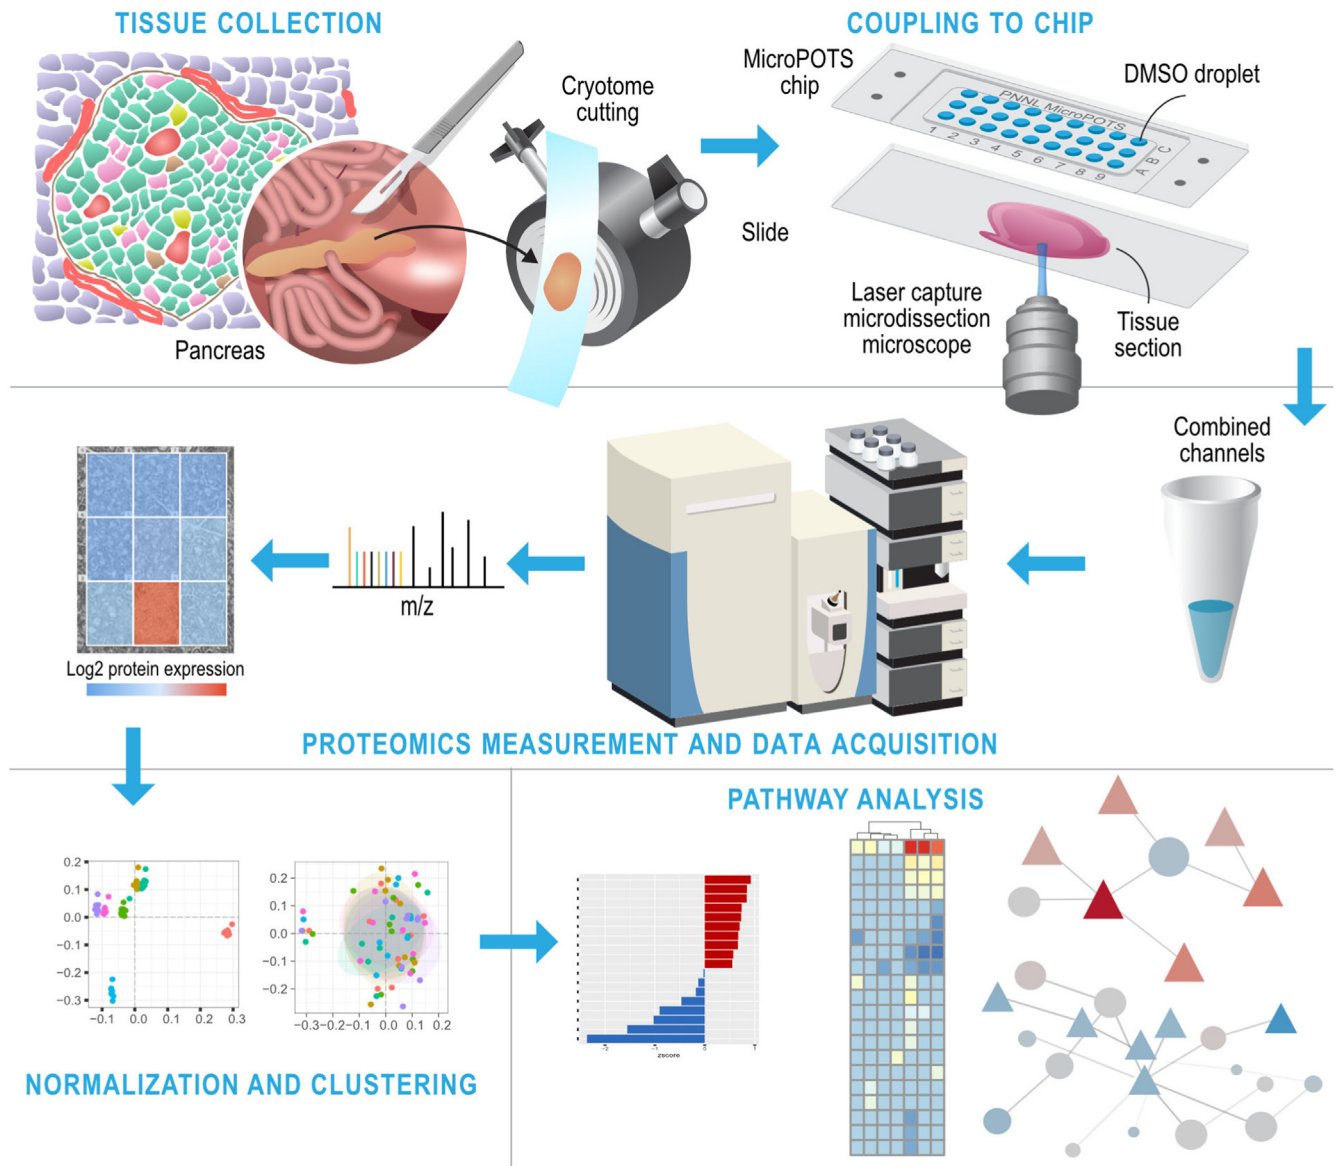 TISSUE COLLECTION
COUPLING TO CHIP
Cryotome
cutting
MicroPOTS
chip
DMSO droplet
PNNL MicroPOTS
1 2 3 4 5 6 7 8 9
A B C
Slide
Pancreas
Laser capture
microdissection
microscope
Tissue
section
Combined
channels
m/z
Log2 protein expression
PROTEOMICS MEASUREMENT AND DATA ACQUISITION
PATHWAY ANALYSIS
0.2
0.1
0.0
−0.1
−0.2
−0.3
−0.1 0.0 0.1 0.2 0.3
0.2
0.1
0.0
−0.1
−0.2
−0.3−0.2−0.1 0.0 0.1 0.2
-2 -1 0 1
zscore
NORMALIZATION AND CLUSTERING